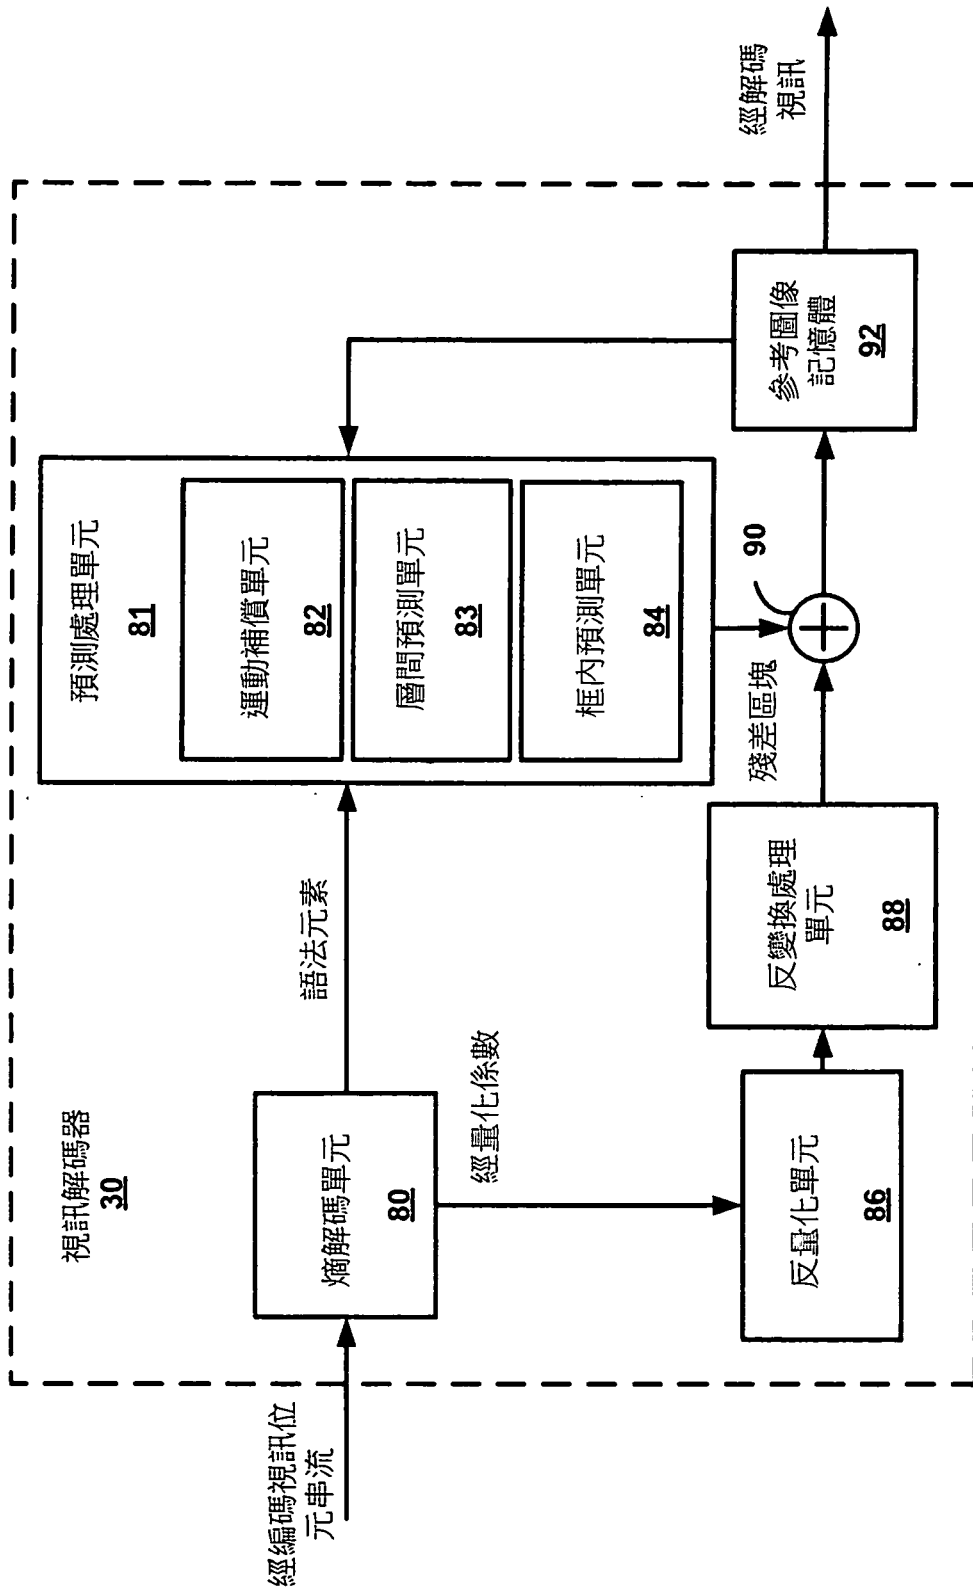 視訊解碼器
30
經編碼視訊位
元串流
熵解碼單元
80
語法元素
經量化係數
預測處理單元
81
運動補償單元
82
層間預測單元
83
框內預測單元
84
反量化單元
86
反變換處理
單元
88
殘差區塊
90
參考圖像
記憶體
92
經解碼
視訊